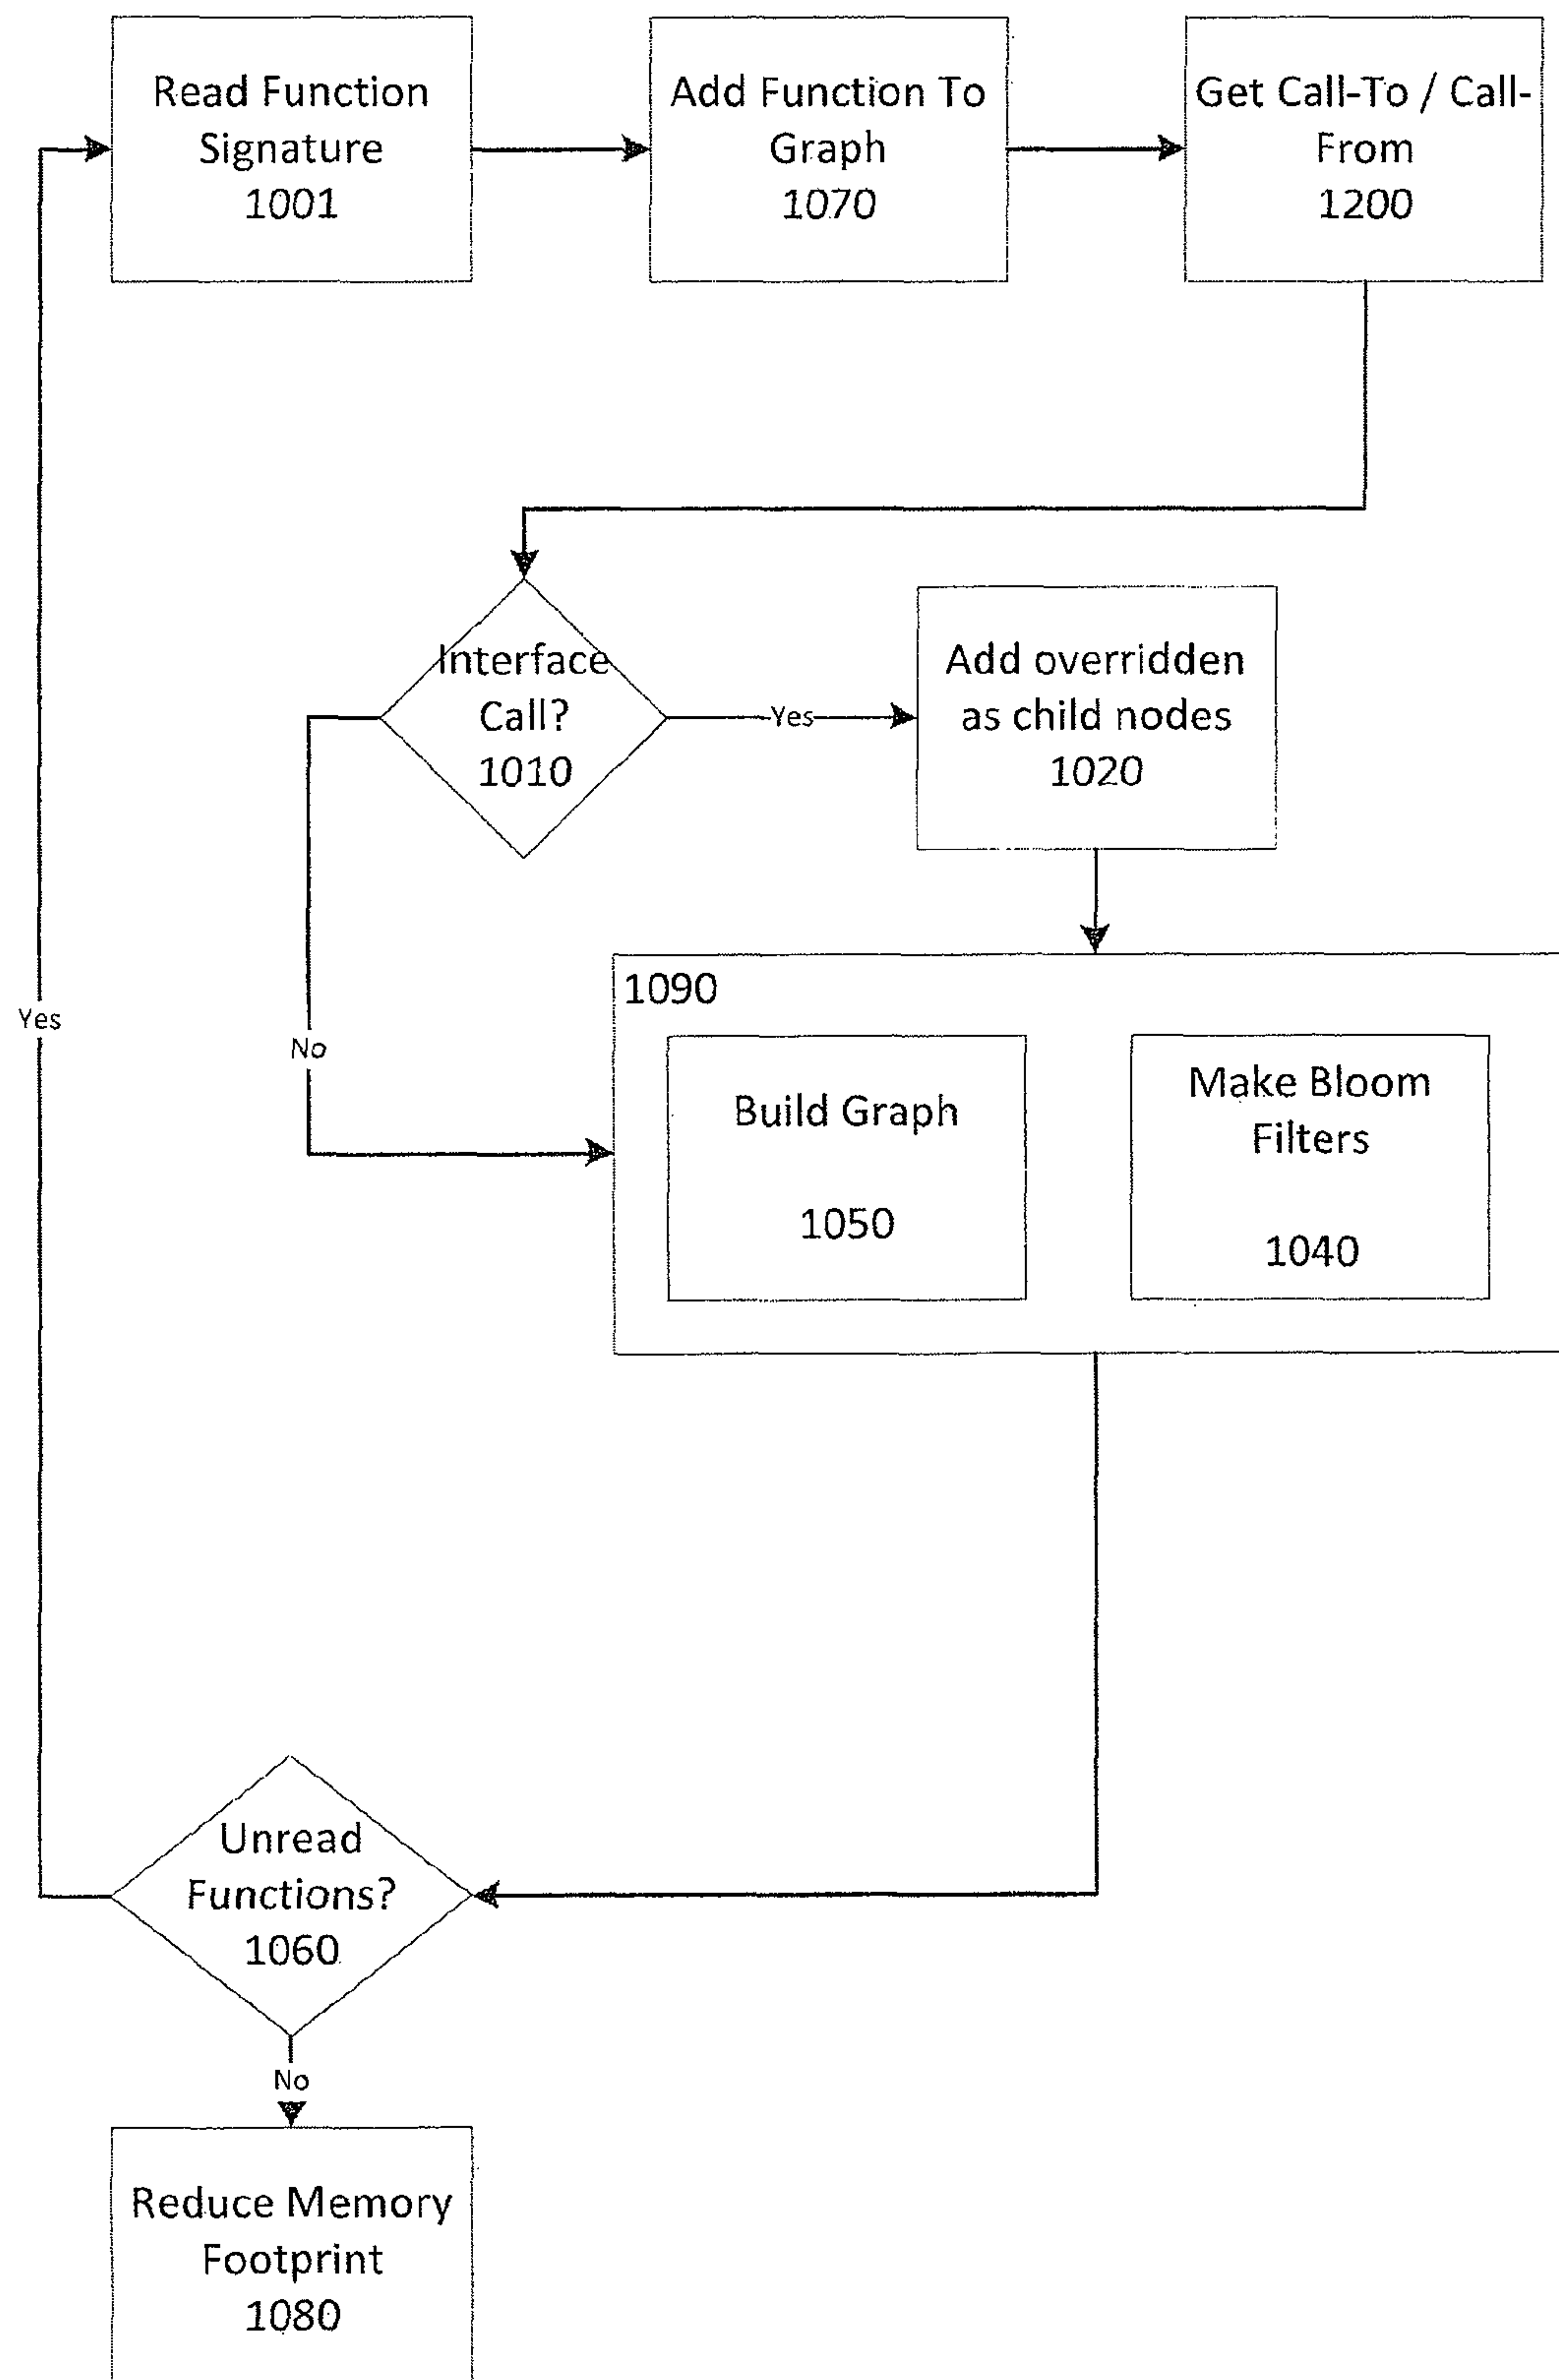 Read Function
Signature
1001
Add Function To
Graph
1070
Get Call-To / Call-
From
1200
Interface
Call?
1010
Yes
Add overridden
as child nodes
1020
No
1090
Build Graph
1050
Make Bloom
Filters
1040
Yes
Unread
Functions?
1060
No
Reduce Memory
Footprint
1080